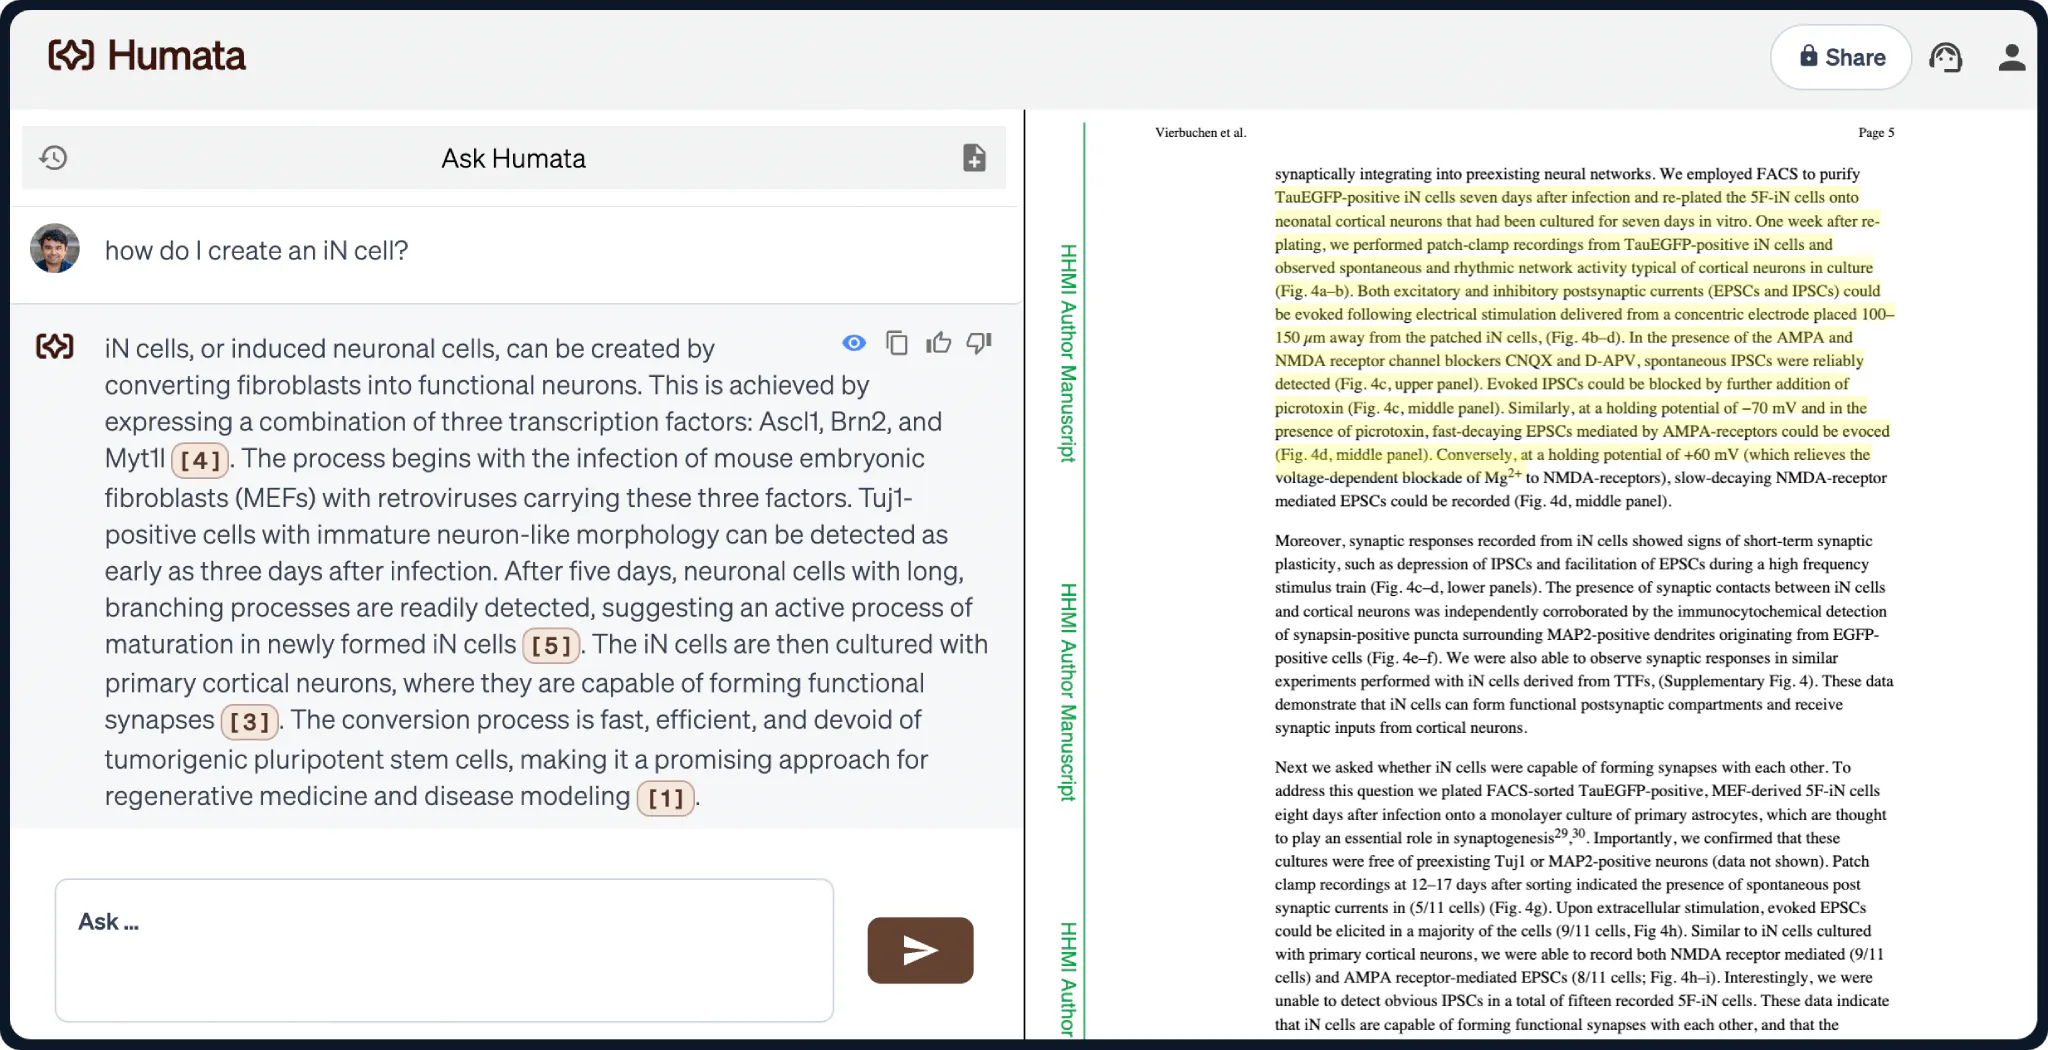 Humata
Share
Ask Humata
how do I create an iN cell?
iN cells, or induced neuronal cells, can be created by
converting fibroblasts into functional neurons. This is achieved by
expressing a combination of three transcription factors: Ascl1, Brn2, and
Myt1l [4]. The process begins with the infection of mouse embryonic
fibroblasts (MEFs) with retroviruses carrying these three factors. Tuj1-
positive cells with immature neuron-like morphology can be detected as
early as three days after infection. After five days, neuronal cells with long,
branching processes are readily detected, suggesting an active process of
maturation in newly formed iN cells [5]. The iN cells are then cultured with
primary cortical neurons, where they are capable of forming functional
synapses [3]. The conversion process is fast, efficient, and devoid of
tumorigenic pluripotent stem cells, making it a promising approach for
regenerative medicine and disease modeling [1].
Ask ...
HHMI Author Manuscript
HHMI Author Manuscript
HHMI Author
Vierbuchen et al.
Page 5
synaptically integrating into preexisting neural networks. We employed FACS to purify
TauEGFP-positive iN cells seven days after infection and re-plated the 5F-iN cells onto
neonatal cortical neurons that had been cultured for seven days in vitro. One week after re-
plating, we performed patch-clamp recordings from TauEGFP-positive iN cells and
observed spontaneous and rhythmic network activity typical of cortical neurons in culture
(Fig. 4a–b). Both excitatory and inhibitory postsynaptic currents (EPSCs and IPSCs) could
be evoked following electrical stimulation delivered from a concentric electrode placed 100–
150 μm away from the patched iN cells, (Fig. 4b–d). In the presence of the AMPA and
NMDA receptor channel blockers CNQX and D-APV, spontaneous IPSCs were reliably
detected (Fig. 4c, upper panel). Evoked IPSCs could be blocked by further addition of
picrotoxin (Fig. 4c, middle panel). Similarly, at a holding potential of −70 mV and in the
presence of picrotoxin, fast-decaying EPSCs mediated by AMPA-receptors could be evoced
(Fig. 4d, middle panel). Conversely, at a holding potential of +60 mV (which relieves the
voltage-dependent blockade of Mg2+ to NMDA-receptors), slow-decaying NMDA-receptor
mediated EPSCs could be recorded (Fig. 4d, middle panel).
Moreover, synaptic responses recorded from iN cells showed signs of short-term synaptic
plasticity, such as depression of IPSCs and facilitation of EPSCs during a high frequency
stimulus train (Fig. 4c–d, lower panels). The presence of synaptic contacts between iN cells
and cortical neurons was independently corroborated by the immunocytochemical detection
of synapsin-positive puncta surrounding MAP2-positive dendrites originating from EGFP-
positive cells (Fig. 4e–f). We were also able to observe synaptic responses in similar
experiments performed with iN cells derived from TTFs, (Supplementary Fig. 4). These data
demonstrate that iN cells can form functional postsynaptic compartments and receive
synaptic inputs from cortical neurons.
Next we asked whether iN cells were capable of forming synapses with each other. To
address this question we plated FACS-sorted TauEGFP-positive, MEF-derived 5F-iN cells
eight days after infection onto a monolayer culture of primary astrocytes, which are thought
to play an essential role in synaptogenesis29,30. Importantly, we confirmed that these
cultures were free of preexisting Tuj1 or MAP2-positive neurons (data not shown). Patch
clamp recordings at 12–17 days after sorting indicated the presence of spontaneous post
synaptic currents in (5/11 cells) (Fig. 4g). Upon extracellular stimulation, evoked EPSCs
could be elicited in a majority of the cells (9/11 cells, Fig 4h). Similar to iN cells cultured
with primary cortical neurons, we were able to record both NMDA receptor mediated (9/11
cells) and AMPA receptor-mediated EPSCs (8/11 cells; Fig. 4h–i). Interestingly, we were
unable to detect obvious IPSCs in a total of fifteen recorded 5F-iN cells. These data indicate
that iN cells are capable of forming functional synapses with each other, and that the